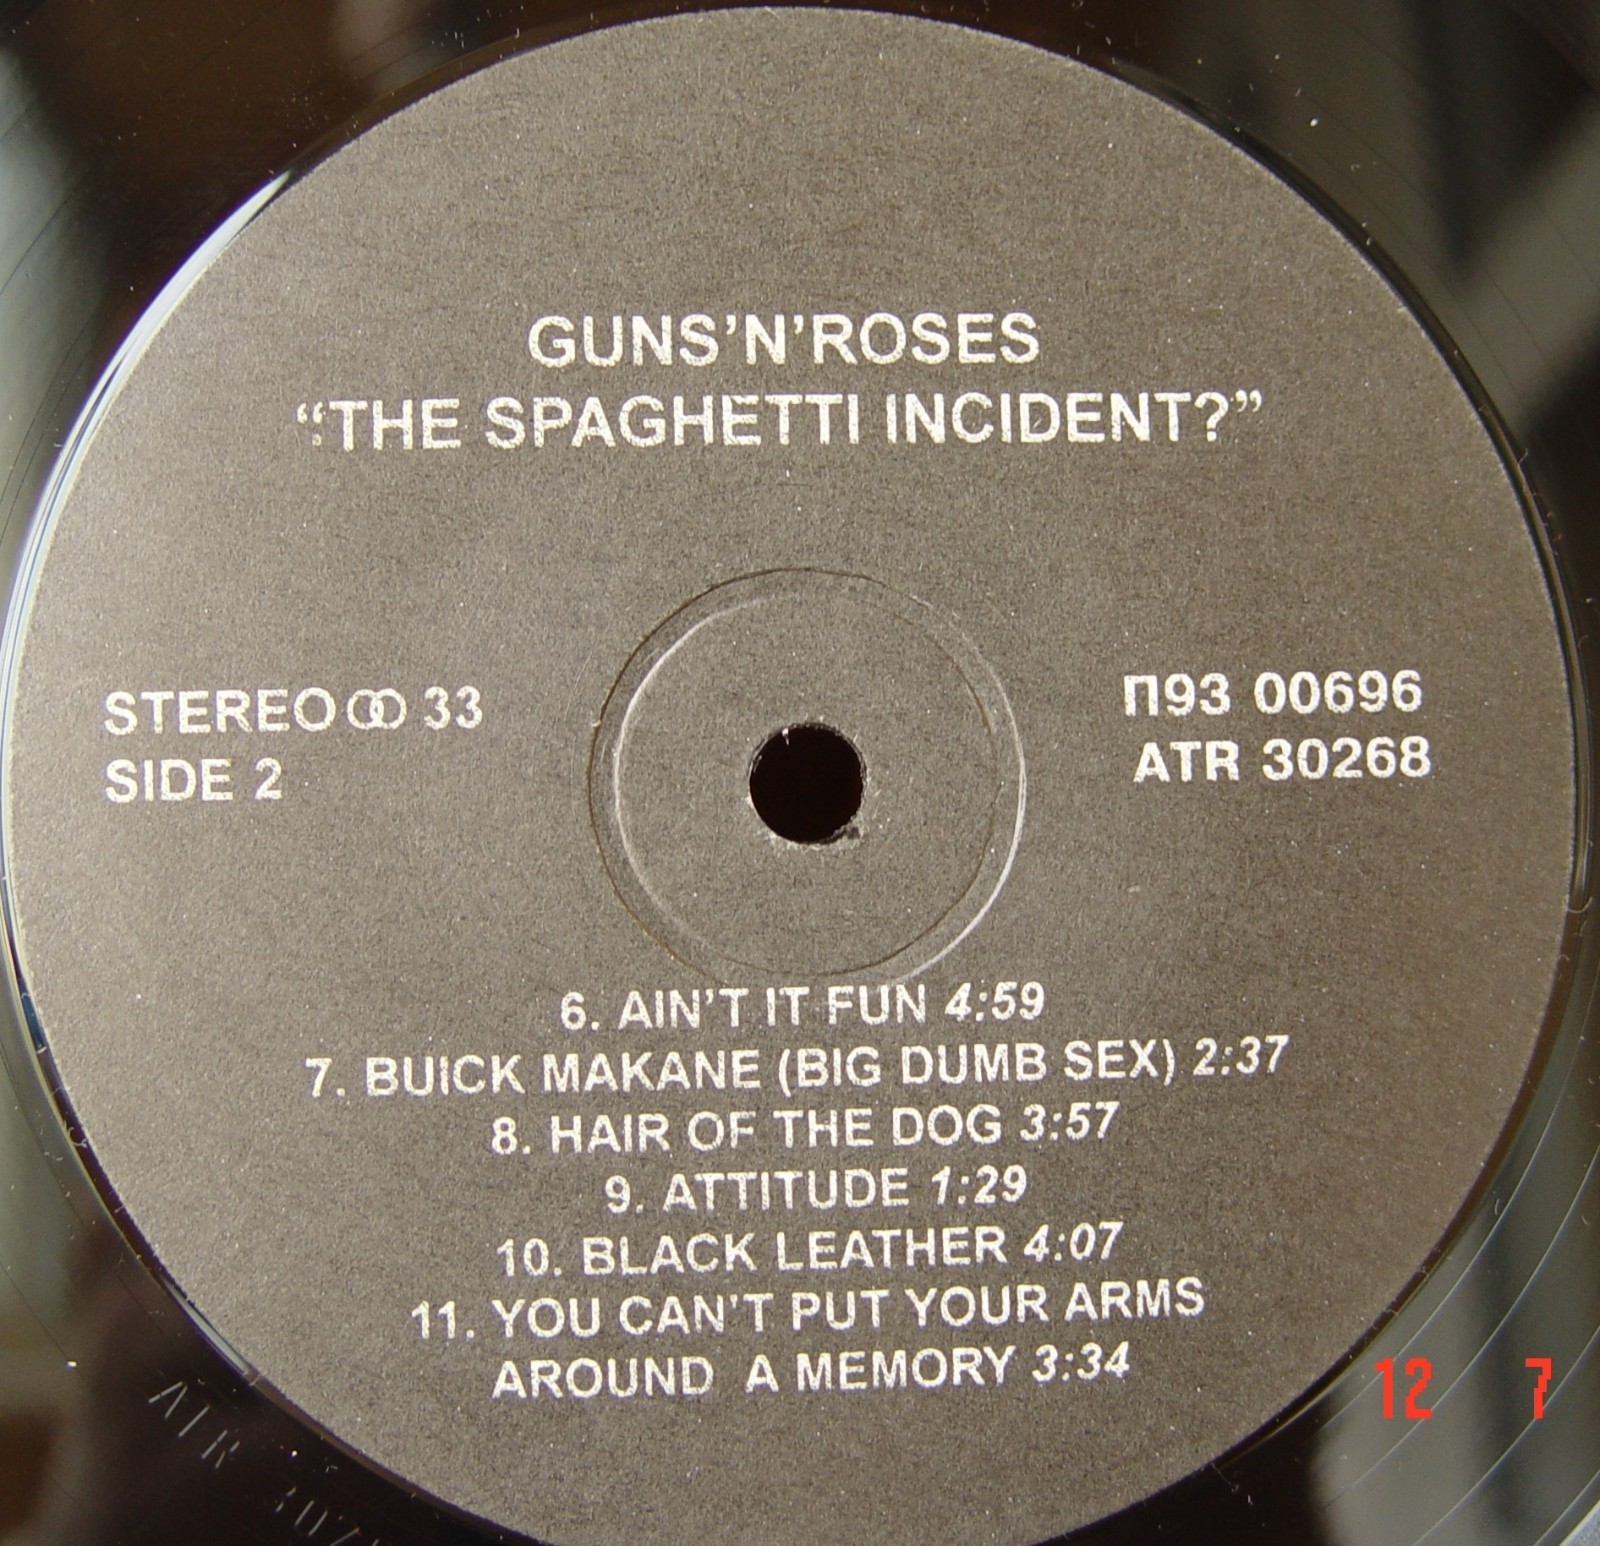 GUNS'N'ROSES
“THE SPAGHETTI INCIDENT?”
STEREO 33
SIDE 2
П93 00696
ATR 30268
6. AIN'T IT FUN 4:59
7. BUICK MAKANE (BIG DUMB SEX) 2:37
8. HAIR OF THE DOG 3:57
9. ATTITUDE 1:29
10. BLACK LEATHER 4:07
11. YOU CAN'T PUT YOUR ARMS
AROUND A MEMORY 3:34
ATR
12 7